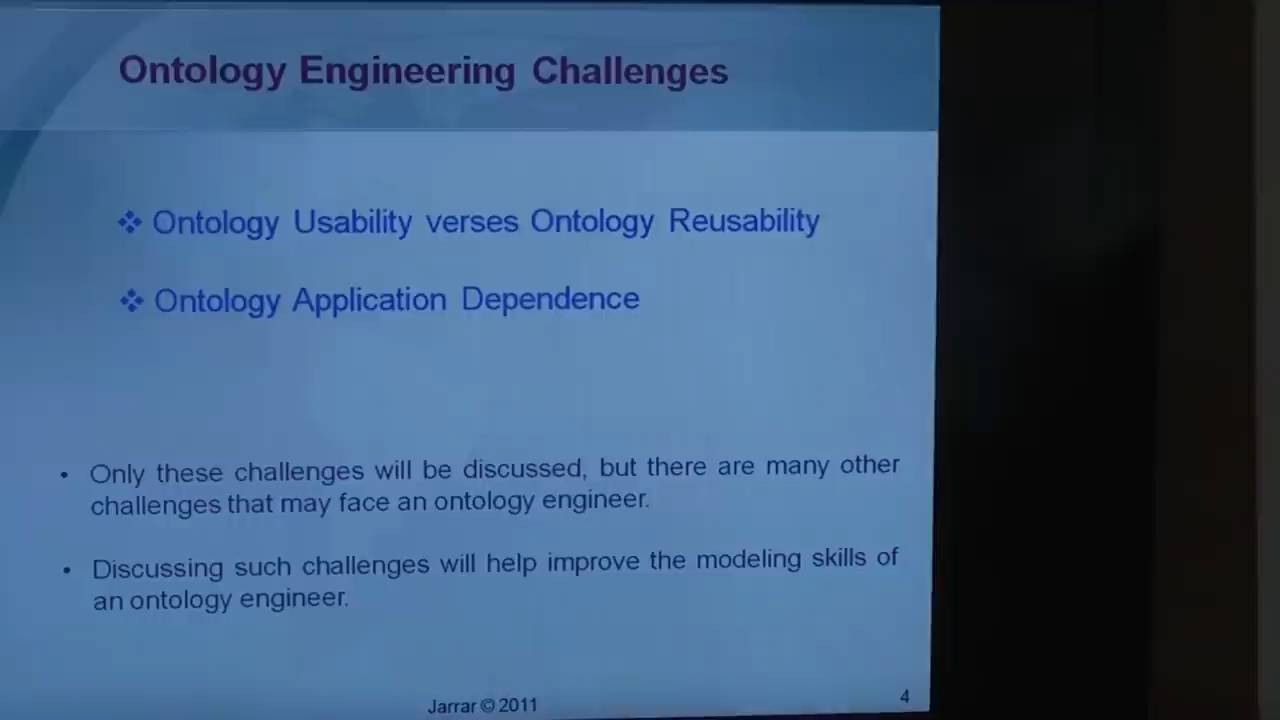 Ontology Engineering Challenges
❖ Ontology Usability verses Ontology Reusability
❖ Ontology Application Dependence
• Only these challenges will be discussed, but there are many other
challenges that may face an ontology engineer.
• Discussing such challenges will help improve the modeling skills of
an ontology engineer.
Jarrar © 2011
4